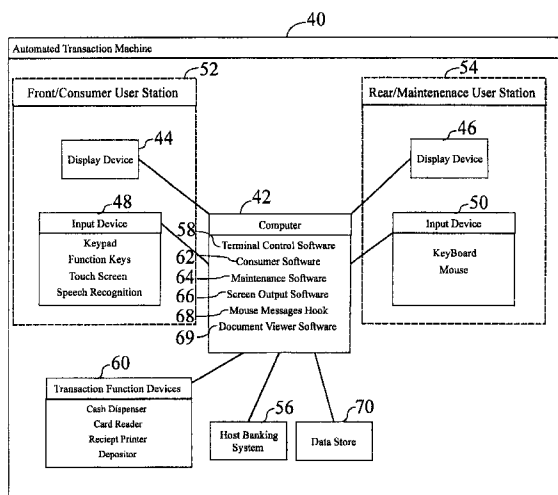 40
Automated Transaction Machine
52
54
Front/Consumer User Station
Rear/Maintenenace User Station
44
46
Display Device
Display Device
48
42
50
Input Device
Keypad
Function Keys
Touch Screen
Speech Recognition
Computer
58
Terminal Control Software
62
Consumer Software
64
Maintenance Software
66
Screen Output Software
68
Mouse Messages Hook
69
Document Viewer Software
Input Device
KeyBoard
Mouse
60
Transaction Function Devices
Cash Dispenser
Card Reader
Reciept Printer
Depositor
56
Host Banking
System
70
Data Store